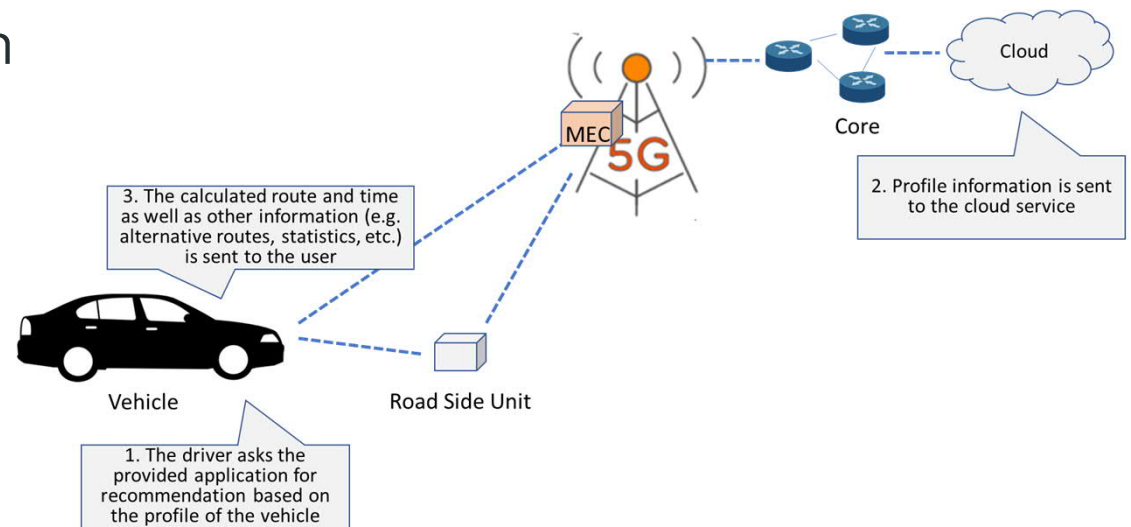 n
Cloud
MEC
5G
Core
2. Profile information is sent
to the cloud service
3. The calculated route and time
as well as other information (e.g.
alternative routes, statistics, etc.)
is sent to the user
Vehicle
Road Side Unit
1. The driver asks the
provided application for
recommendation based on
the profile of the vehicle